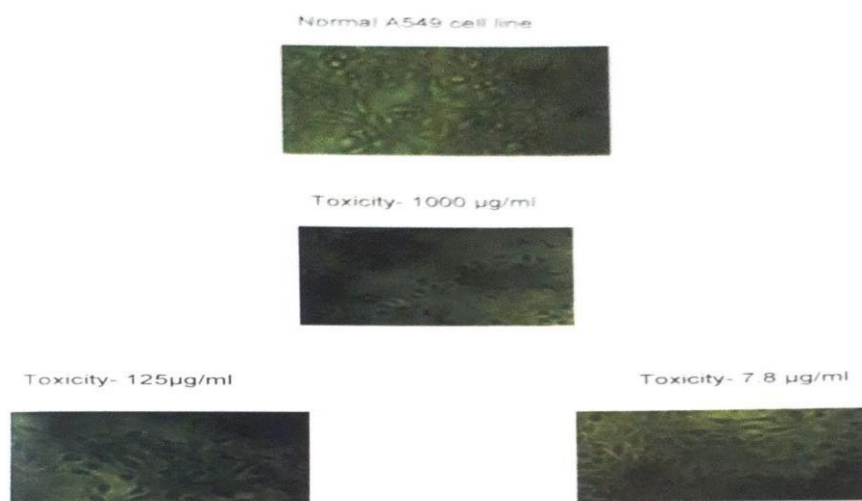 Normal A549 cell line
Toxicity- 1000 µg/ml
Toxicity- 125µg/ml
Toxicity- 7.8 µg/ml